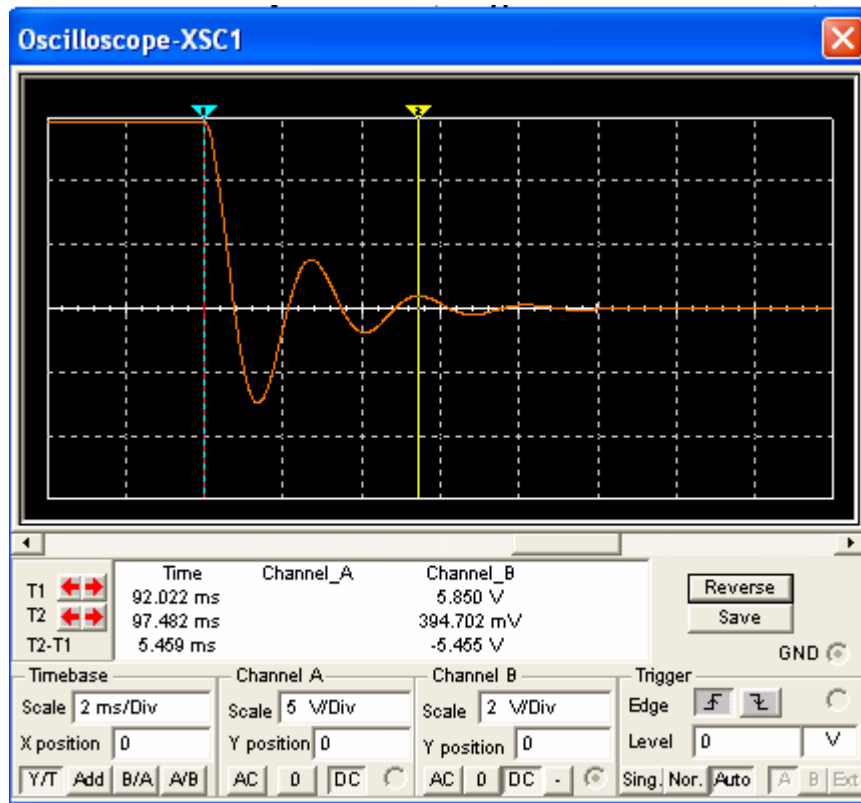 Oscilloscope-XSC1
1 2
Time Channel_A Channel_B
T1 92.022 ms 5.850 V
T2 97.482 ms 394.702 mV
T2-T1 5.459 ms -5.455 V
Reverse
Save
GND
Timebase Channel A Channel B Trigger
Scale 2 ms/Div Scale 5 V/Div Scale 2 V/Div Edge
X position 0 Y position 0 Y position 0 Level 0 V
Y/T Add B/A A/B AC 0 DC AC 0 DC - Sing. Nor. Auto A B Ext